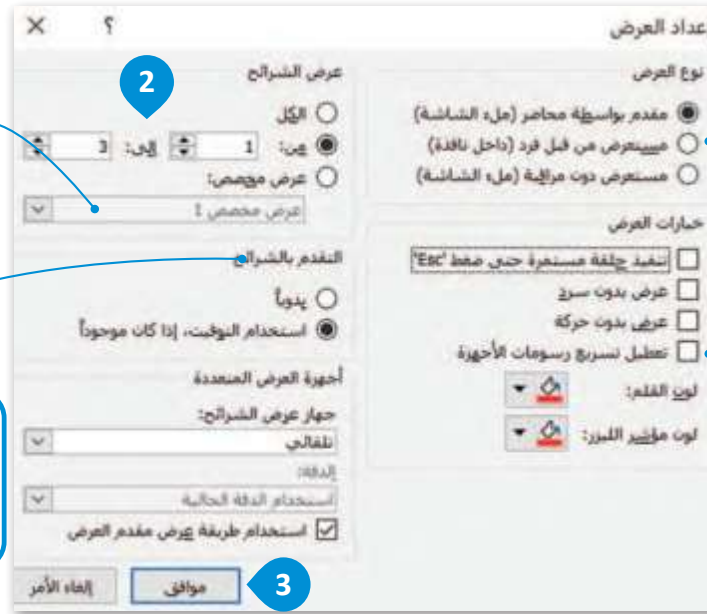 عداد العرض
؟ ×
نوع العرض
مقدم بواسطة محاضر (ملء الشاشة)
مستعرض من قبل فرد (داخل نافذة)
مستعرض دون مراقبة (ملء الشاشة)
خيارات العرض
تنفيذ حلقة مستمرة حتى ضغط 'Esc'
عرض بدون سرد
عرض بدون حركة
تعطيل تسريع رسومات الأجهزة
لون القلم:
لون مؤشر الليزر:
عرض الشرائح
2
الكل
من: 1 إلى: 3
عرض مخصص:
عرض مخصص 1
التقدم بالشرائح
يدوياً
استخدام التوقيت، إذا كان موجوداً
أجهزة العرض المتعددة
جهاز عرض الشرائح:
تلقائي
الدقة:
استخدام الدقة الحالية
استخدام طريقة عرض مقدم العرض
3
موافق
إلغاء الأمر